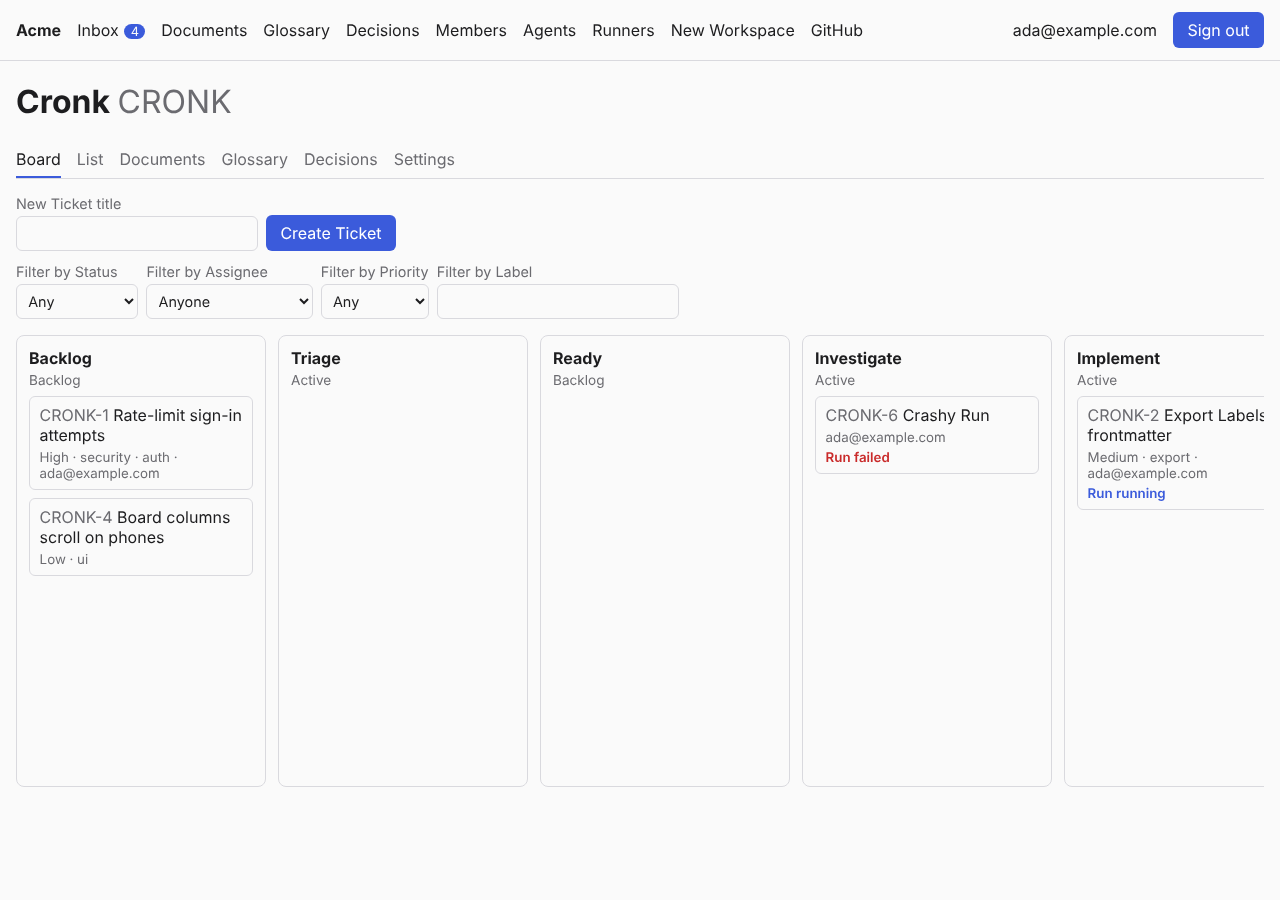 Acme Inbox 4 Documents Glossary Decisions Members Agents Runners New Workspace GitHub ada@example.com Sign out
Cronk CRONK
Board List Documents Glossary Decisions Settings
New Ticket title
Create Ticket
Filter by Status Filter by Assignee Filter by Priority Filter by Label
Any Anyone Any
Backlog
Backlog
CRONK-1 Rate-limit sign-in
attempts
High · security · auth ·
ada@example.com
CRONK-4 Board columns
scroll on phones
Low · ui
Triage
Active
Ready
Backlog
Investigate
Active
CRONK-6 Crashy Run
ada@example.com
Run failed
Implement
Active
CRONK-2 Export Labels
frontmatter
Medium · export ·
ada@example.com
Run running